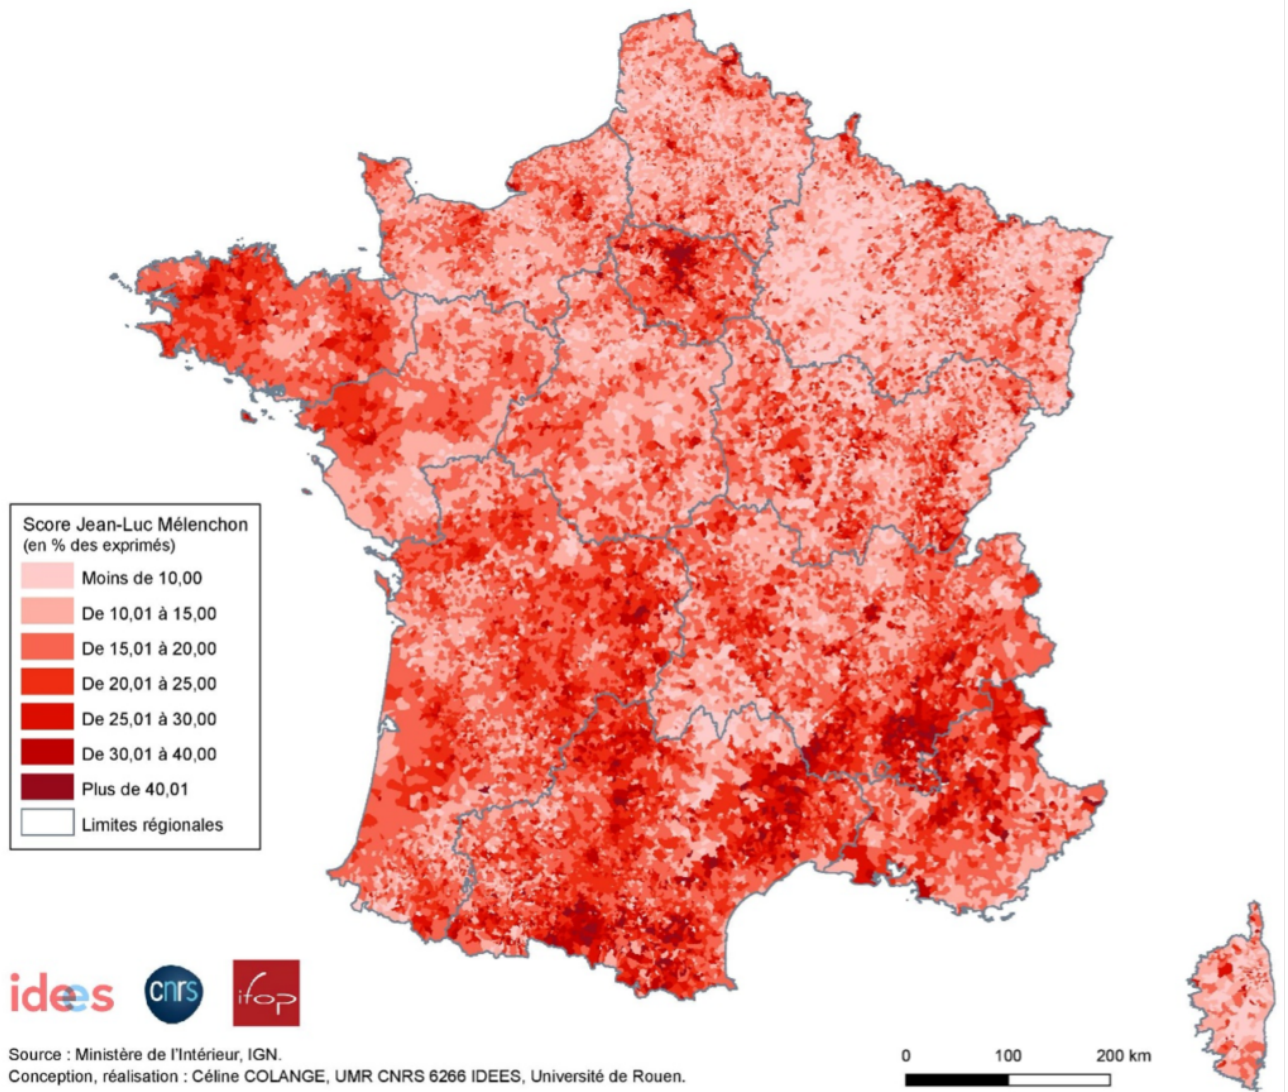 Score Jean-Luc Mélenchon
(en % des exprimés)
Moins de 10,00
De 10,01 à 15,00
De 15,01 à 20,00
De 20,01 à 25,00
De 25,01 à 30,00
De 30,01 à 40,00
Plus de 40,01
Limites régionales
idees
cnrs
ifop
Source : Ministère de l'Intérieur, IGN.
Conception, réalisation : Céline COLANGE, UMR CNRS 6266 IDEES, Université de Rouen.
0 100 200 km